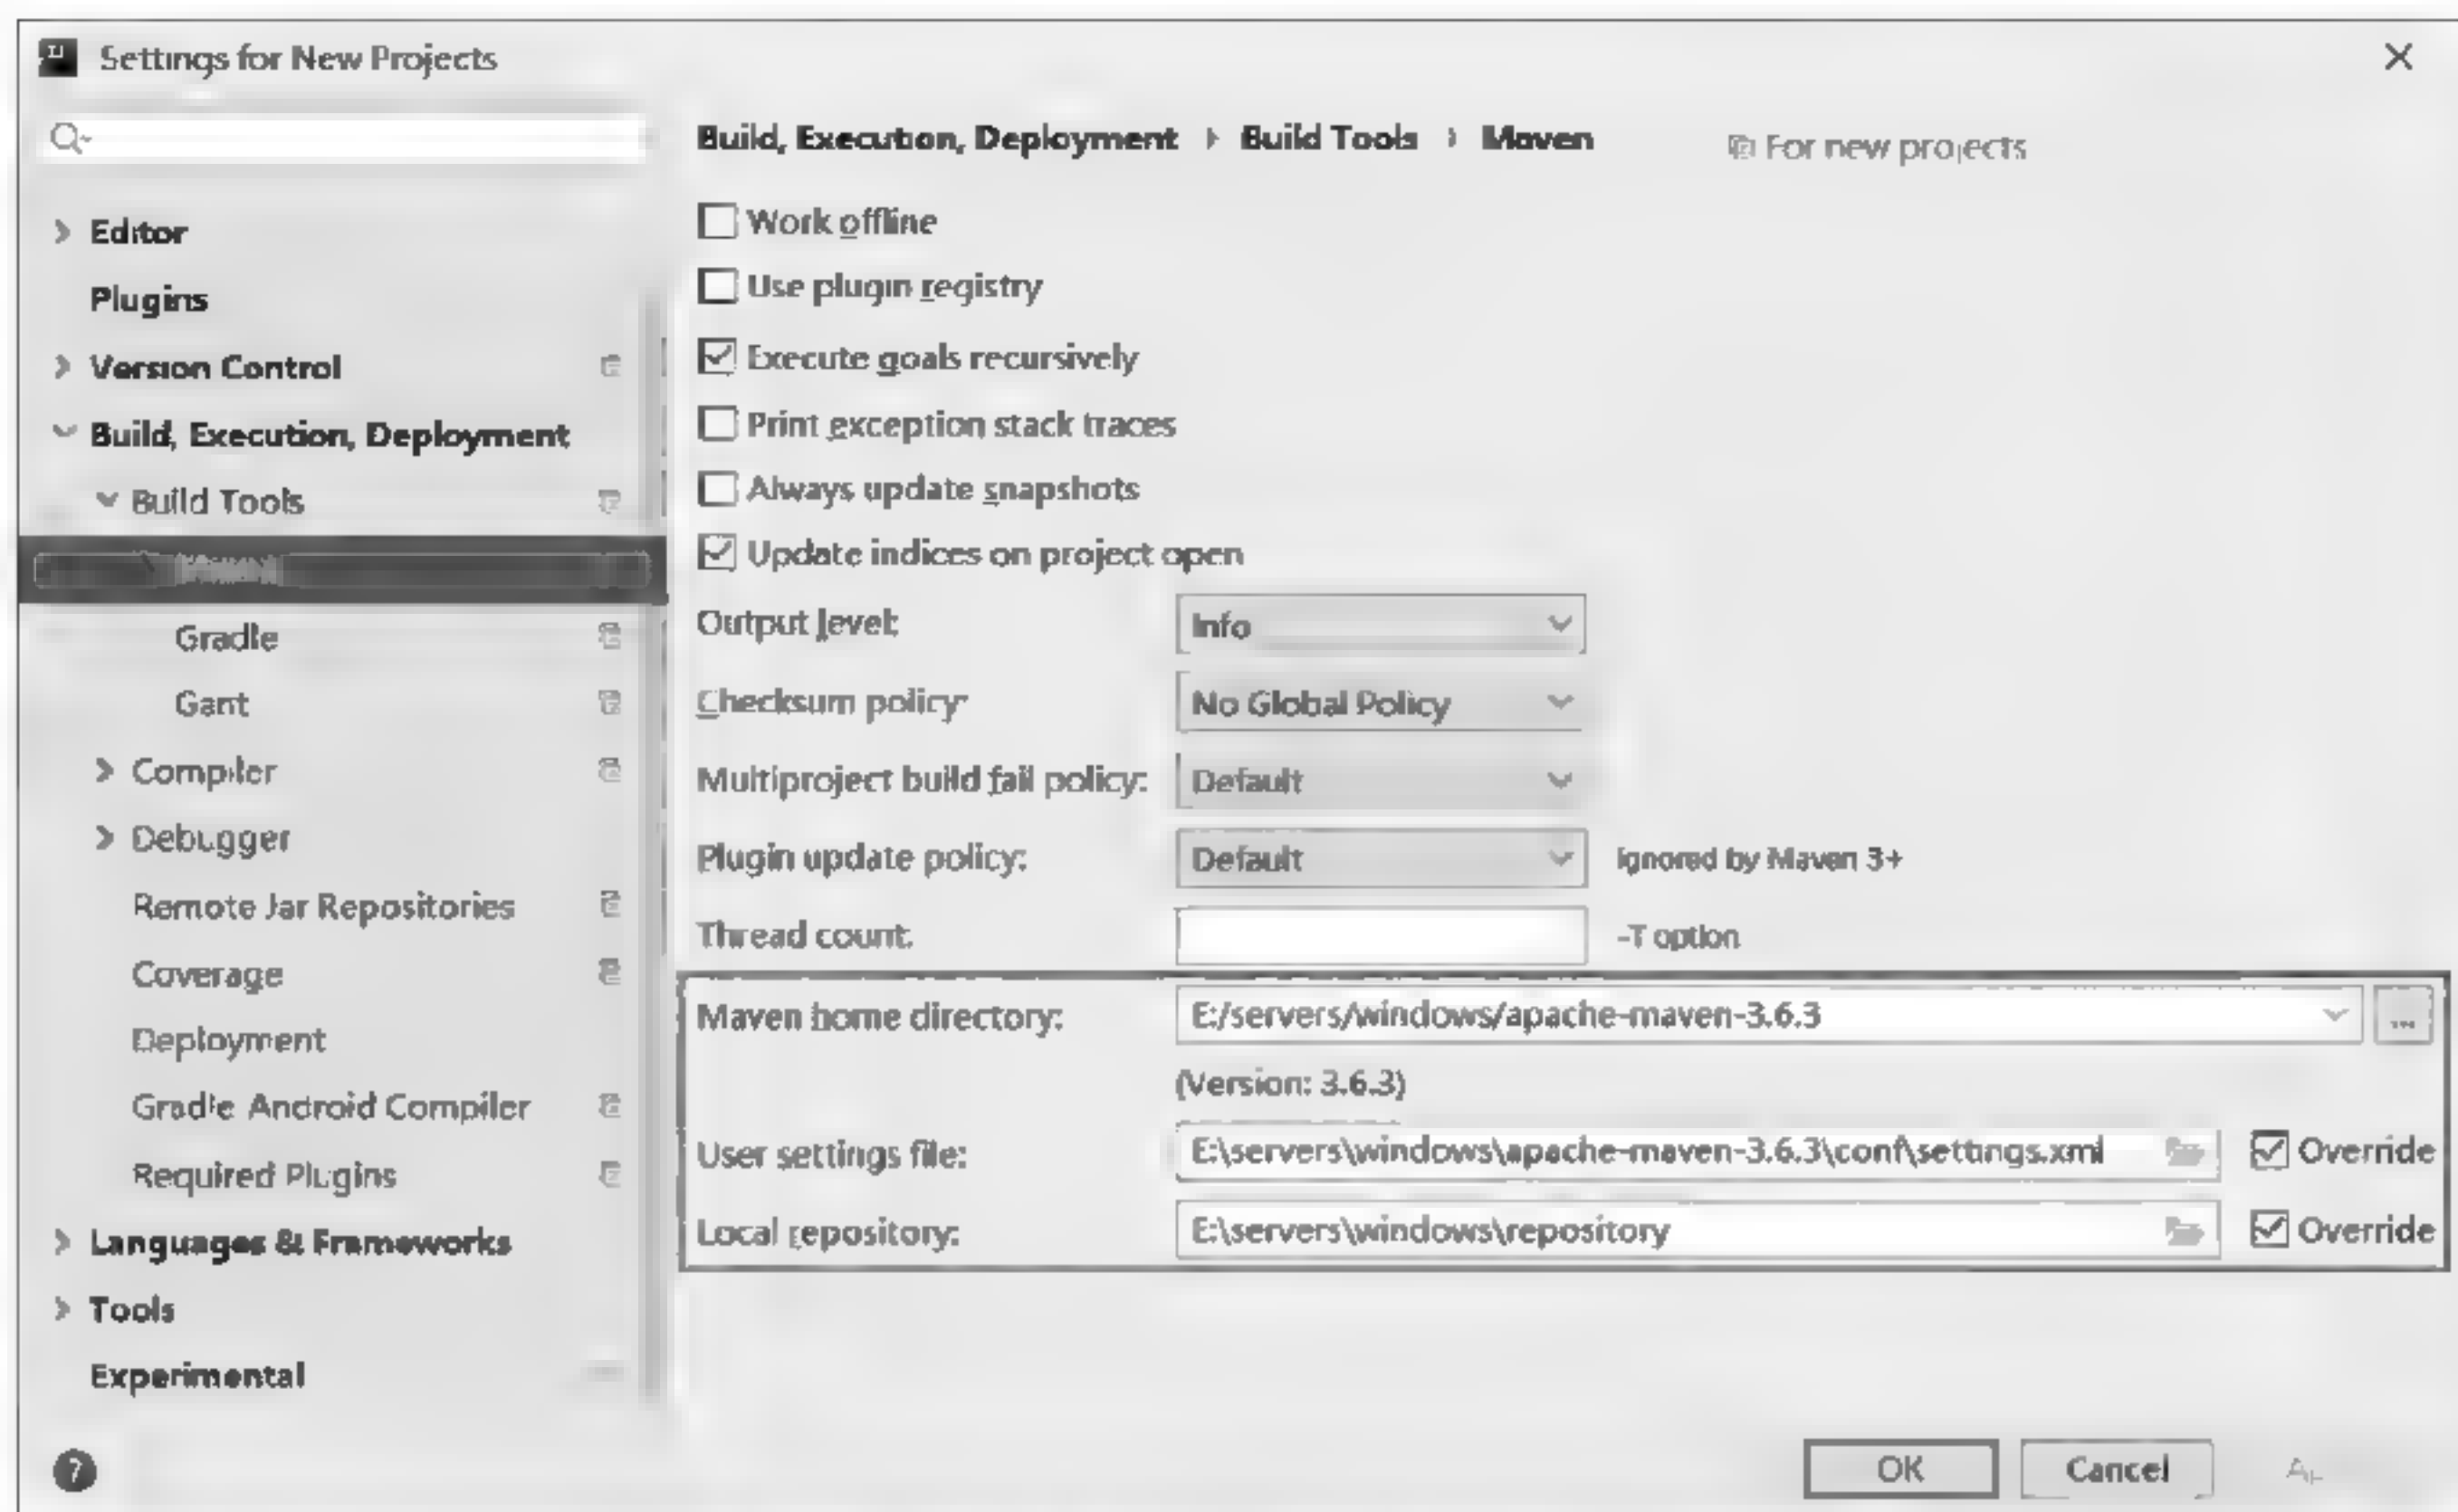 Settings for New Projects
Editor
Plugins
Version Control
Build, Execution, Deployment
Build Tools
Gradle
Gant
Compiler
Debugger
Remote Jar Repositories
Coverage
Deployment
Gradle-Android Compiler
Required Plugins
Languages & Frameworks
Tools
Experimental
Build, Execution, Deployment › Build Tools › Maven For new projects
Work offline
Use plugin registry
Execute goals recursively
Print exception stack traces
Always update snapshots
Update indices on project open
Output level: Info
Checksum policy: No Global Policy
Multiproject build fail policy: Default
Plugin update policy: Default Ignored by Maven 3+
Thread count: -T option
Maven home directory: E:/servers/windows/apache-maven-3.6.3 ...
(Version: 3.6.3)
User settings file: E:\servers\windows\apache-maven-3.6.3\conf\settings.xml Override
Local repository: E:\servers\windows\repository Override
? OK Cancel